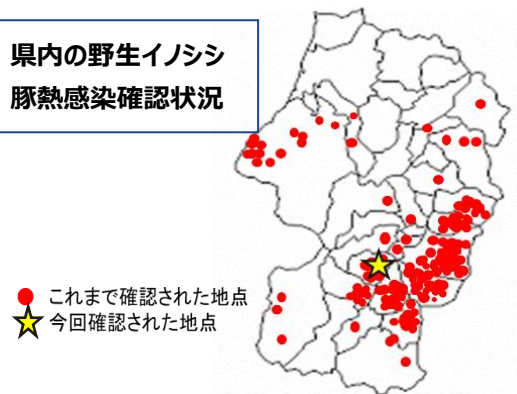 県内の野生イノシシ
豚熱感染確認状況
これまで確認された地点
今回確認された地点